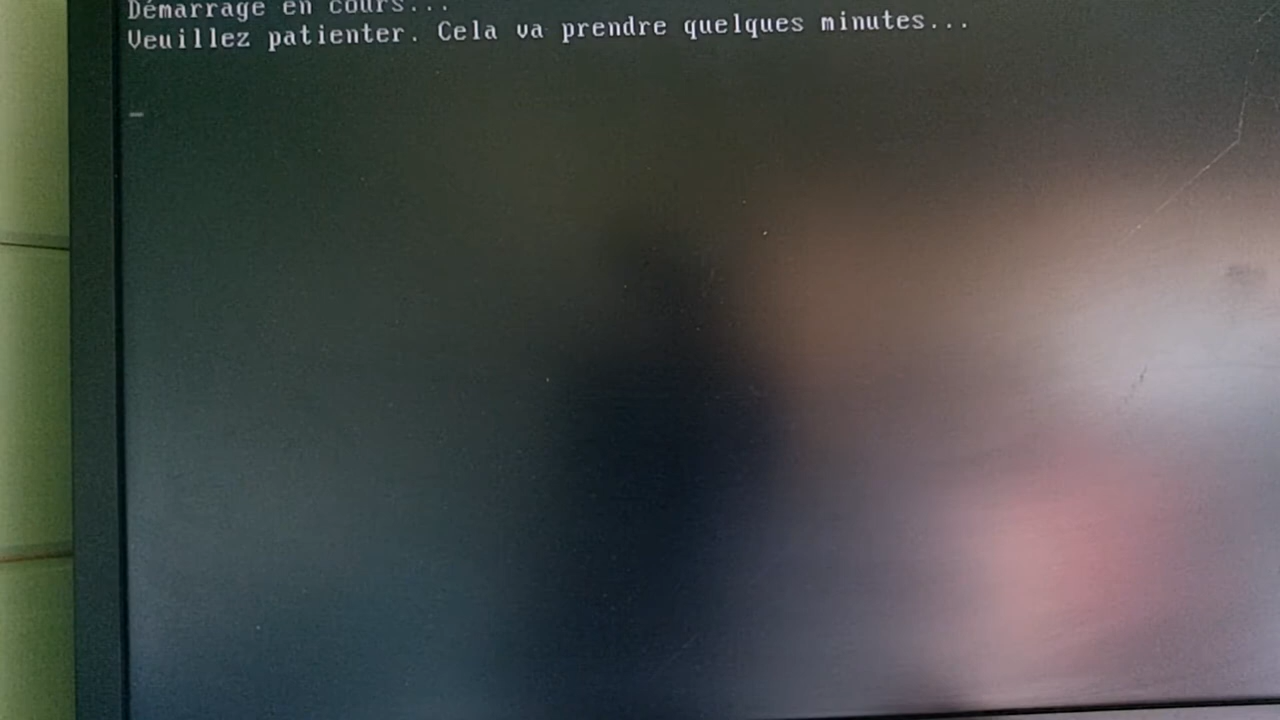 Démarrage en cours...
Veuillez patienter. Cela va prendre quelques minutes...